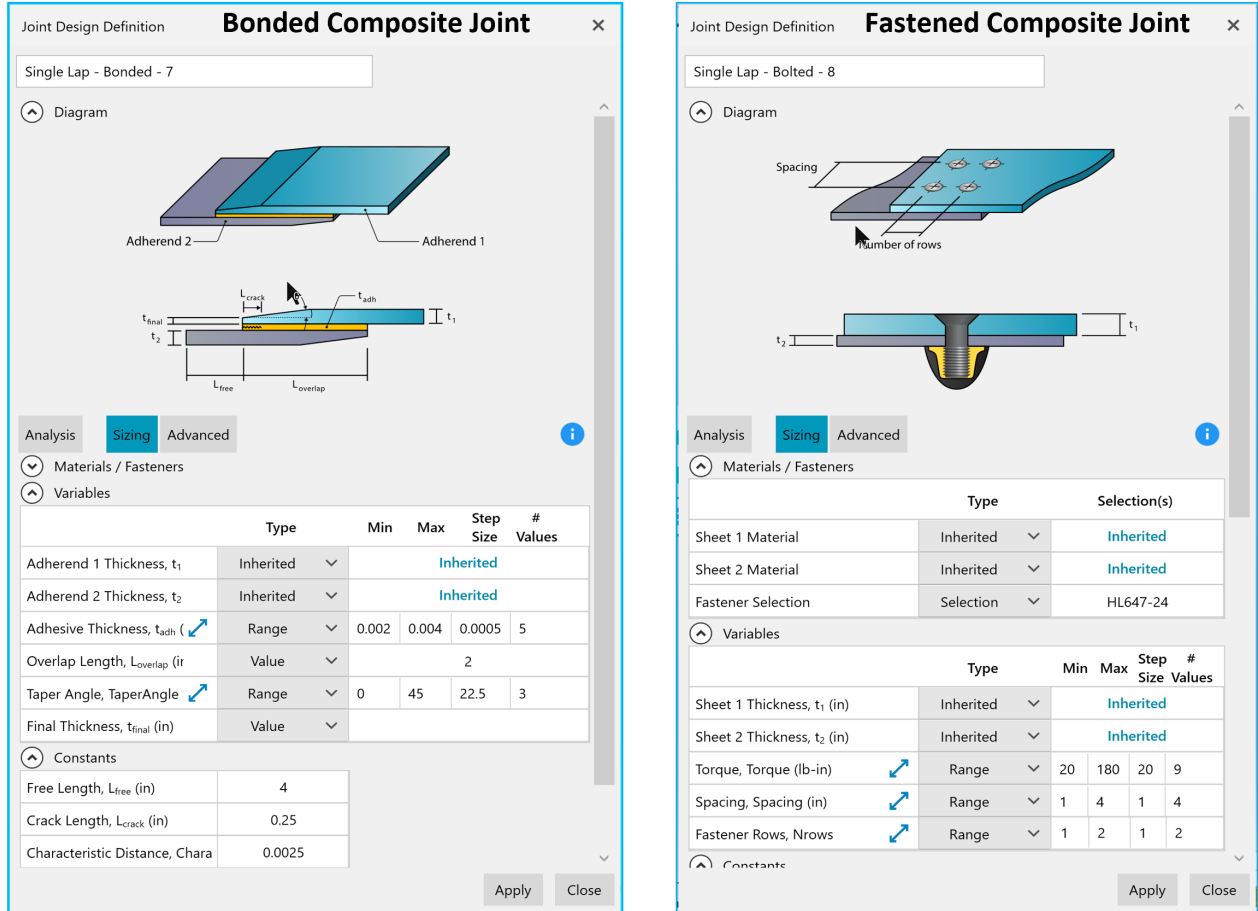 Joint Design Definition Bonded Composite Joint
Single Lap - Bonded - 7
Diagram
Adherend 2
Adherend 1
L crack
t adh
t final
t 1
t 2
L free
L overlap
Analysis Sizing Advanced
Materials / Fasteners
Variables
Type Min Max Step Size # Values
Adherend 1 Thickness, t1 Inherited Inherited
Adherend 2 Thickness, t2 Inherited Inherited
Adhesive Thickness, tadh ( Range 0.002 0.004 0.0005 5
Overlap Length, Loverlap (ir Value 2
Taper Angle, TaperAngle Range 0 45 22.5 3
Final Thickness, tfinal (in) Value
Constants
Free Length, Lfree (in) 4
Crack Length, Lcrack (in) 0.25
Characteristic Distance, Chara 0.0025
Apply Close
Joint Design Definition Fastened Composite Joint
Single Lap - Bolted - 8
Diagram
Spacing
Number of rows
t1
t2
Analysis Sizing Advanced
Materials / Fasteners
Type Selection(s)
Sheet 1 Material Inherited Inherited
Sheet 2 Material Inherited Inherited
Fastener Selection Selection HL647-24
Variables
Type Min Max Step Size # Values
Sheet 1 Thickness, t1 (in) Inherited Inherited
Sheet 2 Thickness, t2 (in) Inherited Inherited
Torque, Torque (lb-in) Range 20 180 20 9
Spacing, Spacing (in) Range 1 4 1 4
Fastener Rows, Nrows Range 1 2 1 2
Constants
Apply Close